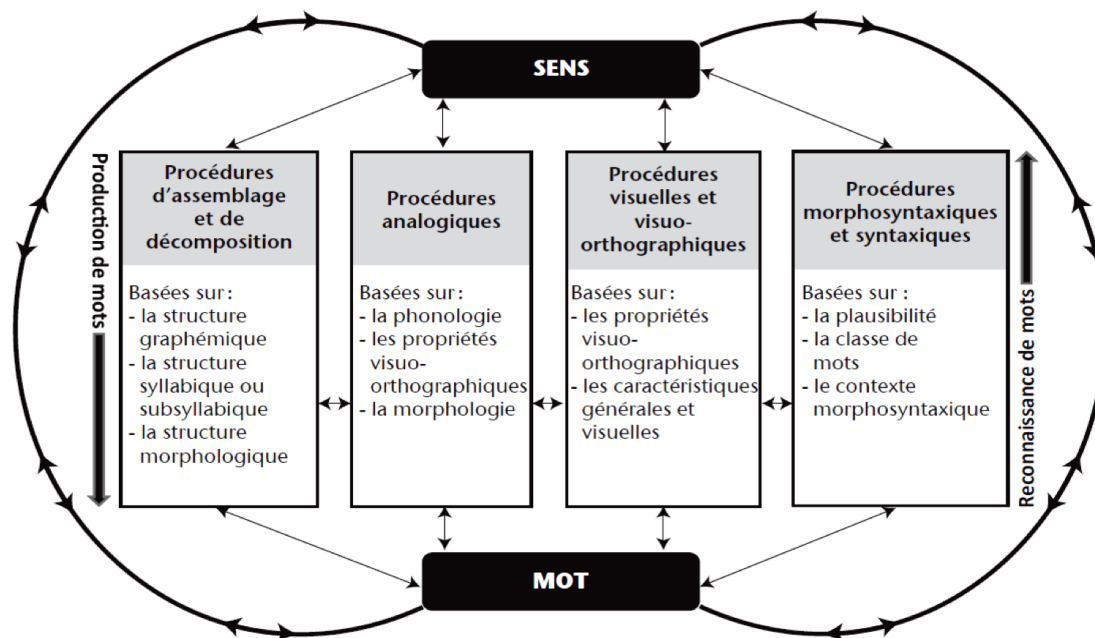 SENS
Production de mots
Procédures
d'assemblage
et de
décomposition
Basées sur :
- la structure
graphémique
- la structure
syllabique ou
subsyllabique
- la structure
morphologique
Procédures
analogiques
Basées sur :
- la phonologie
- les propriétés
visuo-
orthographiques
- la morphologie
Procédures
visuelles et
visuo-
orthographiques
Basées sur :
- les propriétés
visuo-
orthographiques
- les caractéristiques
générales et
visuelles
Procédures
morphosyntaxiques
et syntaxiques
Basées sur :
- la plausibilité
- la classe de
mots
- le contexte
morphosyntaxique
Reconnaissance de mots
MOT